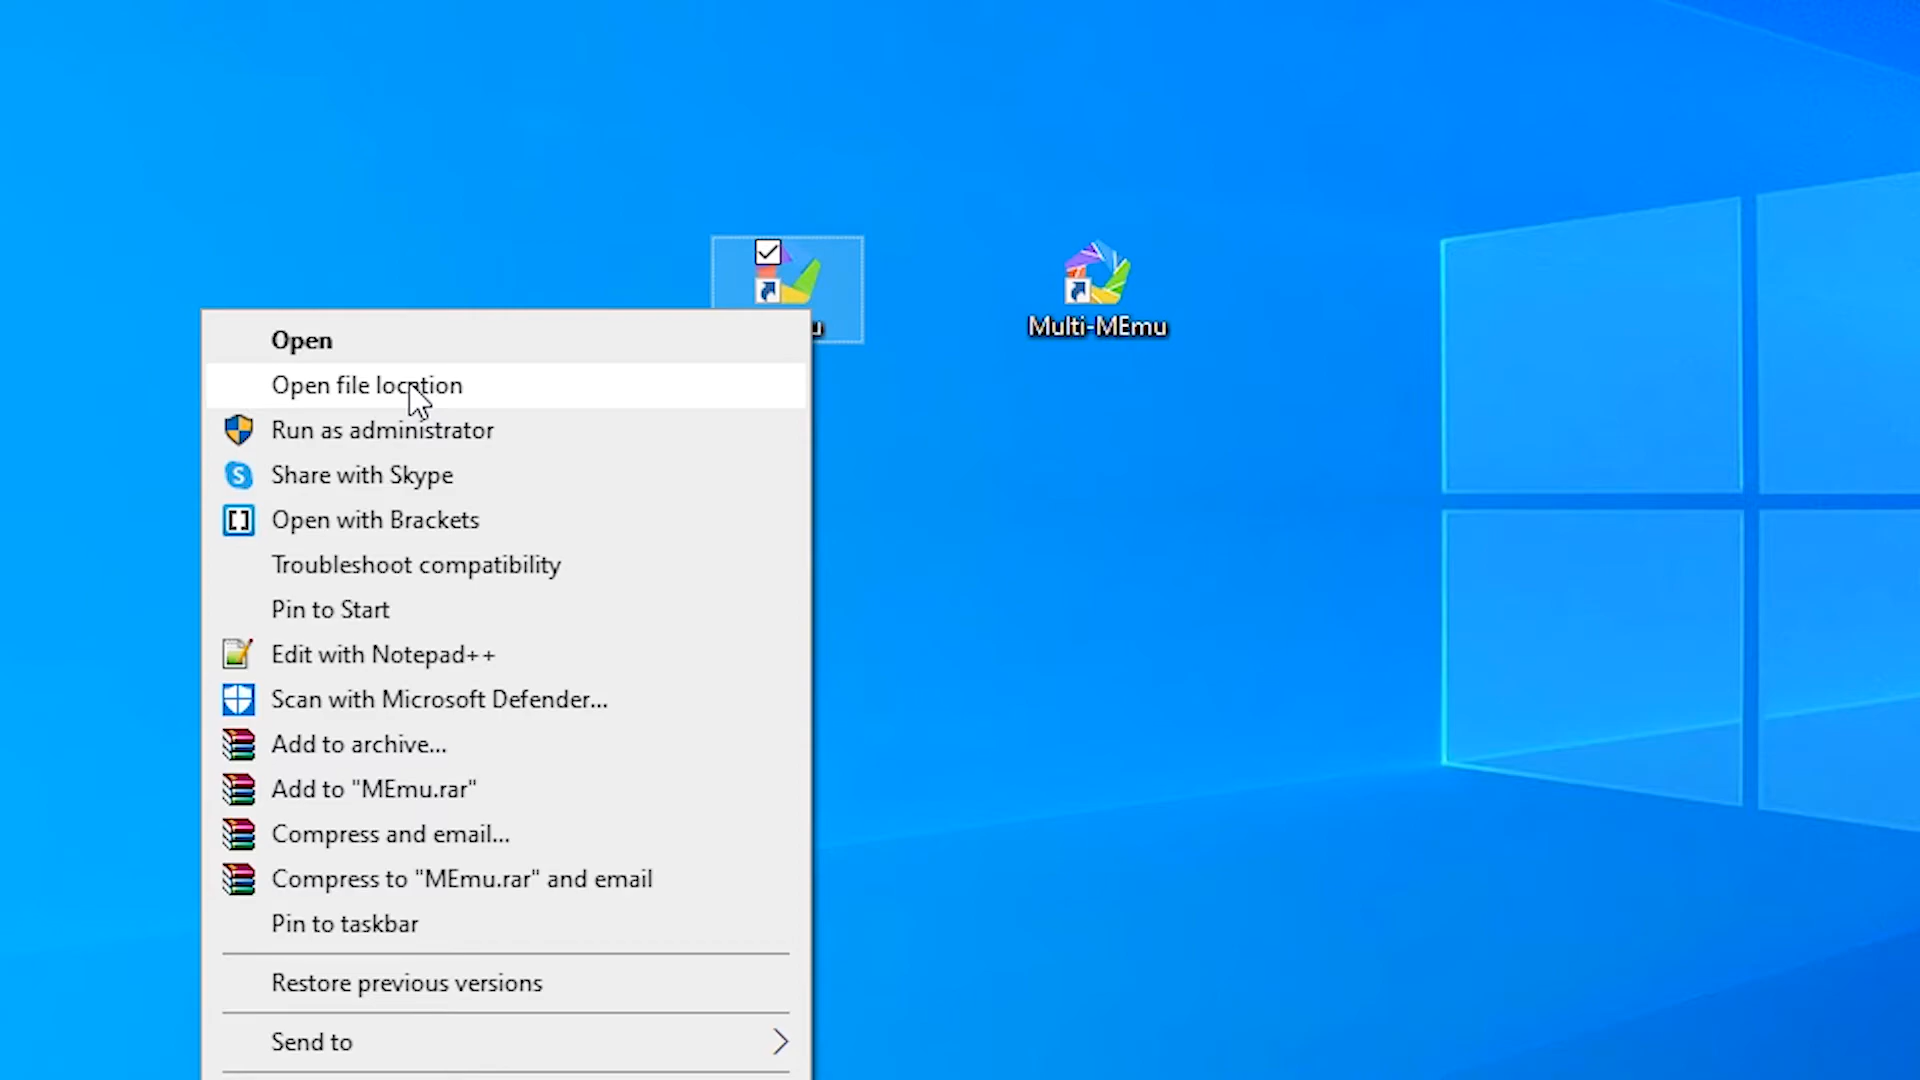 Multi-MEmu
Open
Open file location
Run as administrator
Share with Skype
Open with Brackets
Troubleshoot compatibility
Pin to Start
Edit with Notepad++
Scan with Microsoft Defender...
Add to archive...
Add to "MEmu.rar"
Compress and email...
Compress to "MEmu.rar" and email
Pin to taskbar
Restore previous versions
Send to